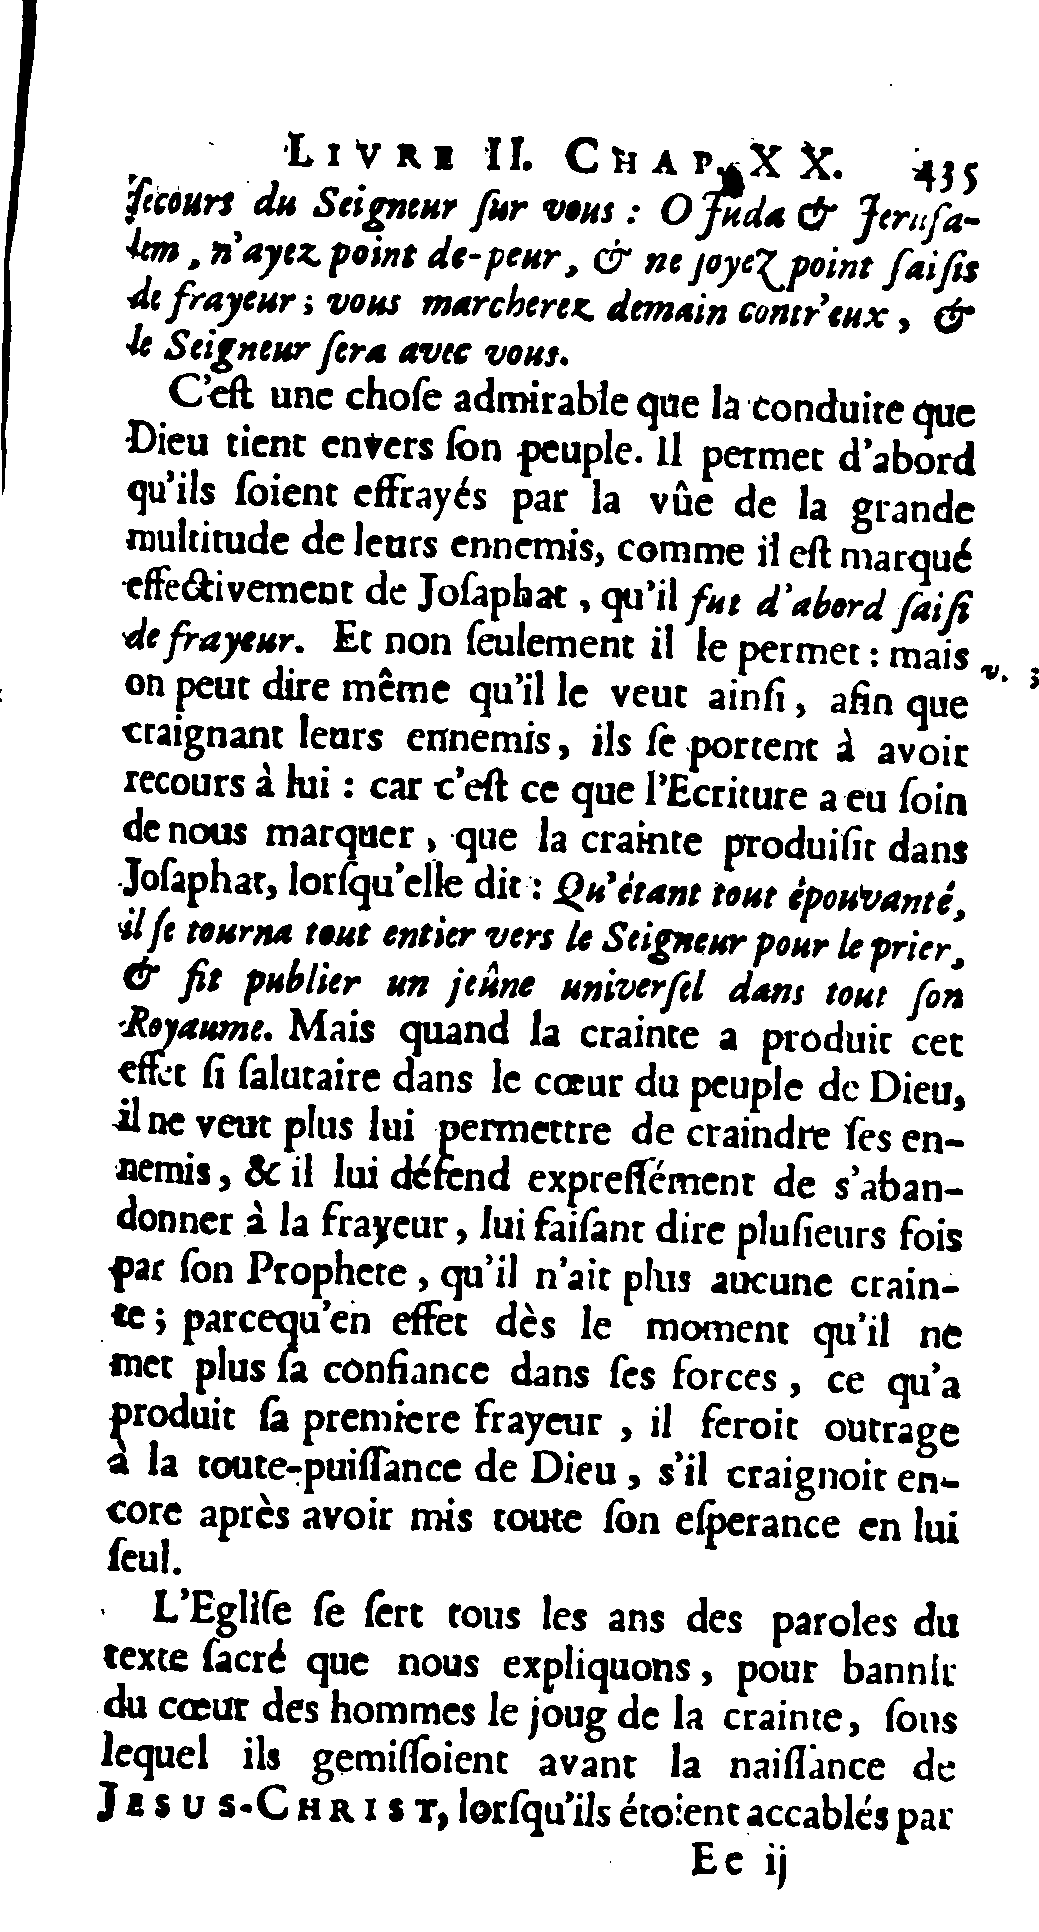 LIVRE II. CHAP. XX. 435
ſecours du Seigneur ſur vous : O Juda & Jeruſa-
lem, n'ayez point de-peur, & ne ſoyez point ſaiſis
de frayeur ; vous marcherez demain contr'eux, &
le Seigneur ſera avec vous.
C'eſt une choſe admirable que la conduite que
Dieu tient envers ſon peuple. Il permet d'abord
qu'ils ſoient effrayés par la vûe de la grande
multitude de leurs ennemis, comme il eſt marqué
effectivement de Joſaphat, qu'il fut d'abord ſaiſi
de frayeur. Et non ſeulement il le permet : mais
v. 3
on peut dire même qu'il le veut ainſi, afin que
craignant leurs ennemis, ils ſe portent à avoir
recours à lui : car c'eſt ce que l'Ecriture a eu ſoin
de nous marquer, que la crainte produiſit dans
Joſaphat, lorſqu'elle dit : Qu'étant tout épouvanté,
il ſe tourna tout entier vers le Seigneur pour le prier,
& fit publier un jeûne univerſel dans tout ſon
Royaume. Mais quand la crainte a produit cet
effet ſi ſalutaire dans le cœur du peuple de Dieu,
il ne veut plus lui permettre de craindre ſes en-
nemis, & il lui défend expreſſément de s'aban-
donner à la frayeur, lui faiſant dire pluſieurs fois
par ſon Prophete, qu'il n'ait plus aucune crain-
te ; parcequ'en effet dès le moment qu'il ne
met plus ſa confiance dans ſes forces, ce qu'a
produit ſa premiere frayeur, il feroit outrage
à la toute-puiſſance de Dieu, s'il craignoit en-
core après avoir mis toute ſon eſperance en lui
ſeul.
L'Egliſe ſe ſert tous les ans des paroles du
texte ſacré que nous expliquons, pour bannir
du cœur des hommes le joug de la crainte, ſous
lequel ils gemiſſoient avant la naiſſance de
JESUS-CHRIST, lorſqu'ils étoient accablés par
Ee ij